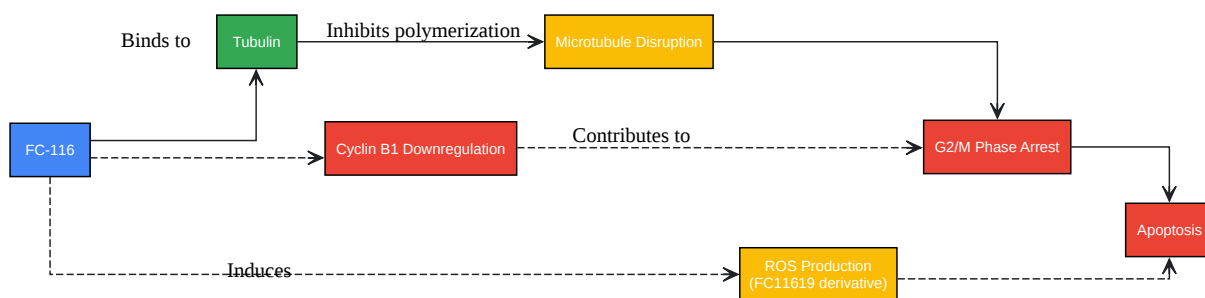 Binds to
Tubulin
Inhibits polymerization
Microtubule Disruption
FC-116
Cyclin B1 Downregulation
Contributes to
G2/M Phase Arrest
Apoptosis
Induces
ROS Production
(FC11619 derivative)